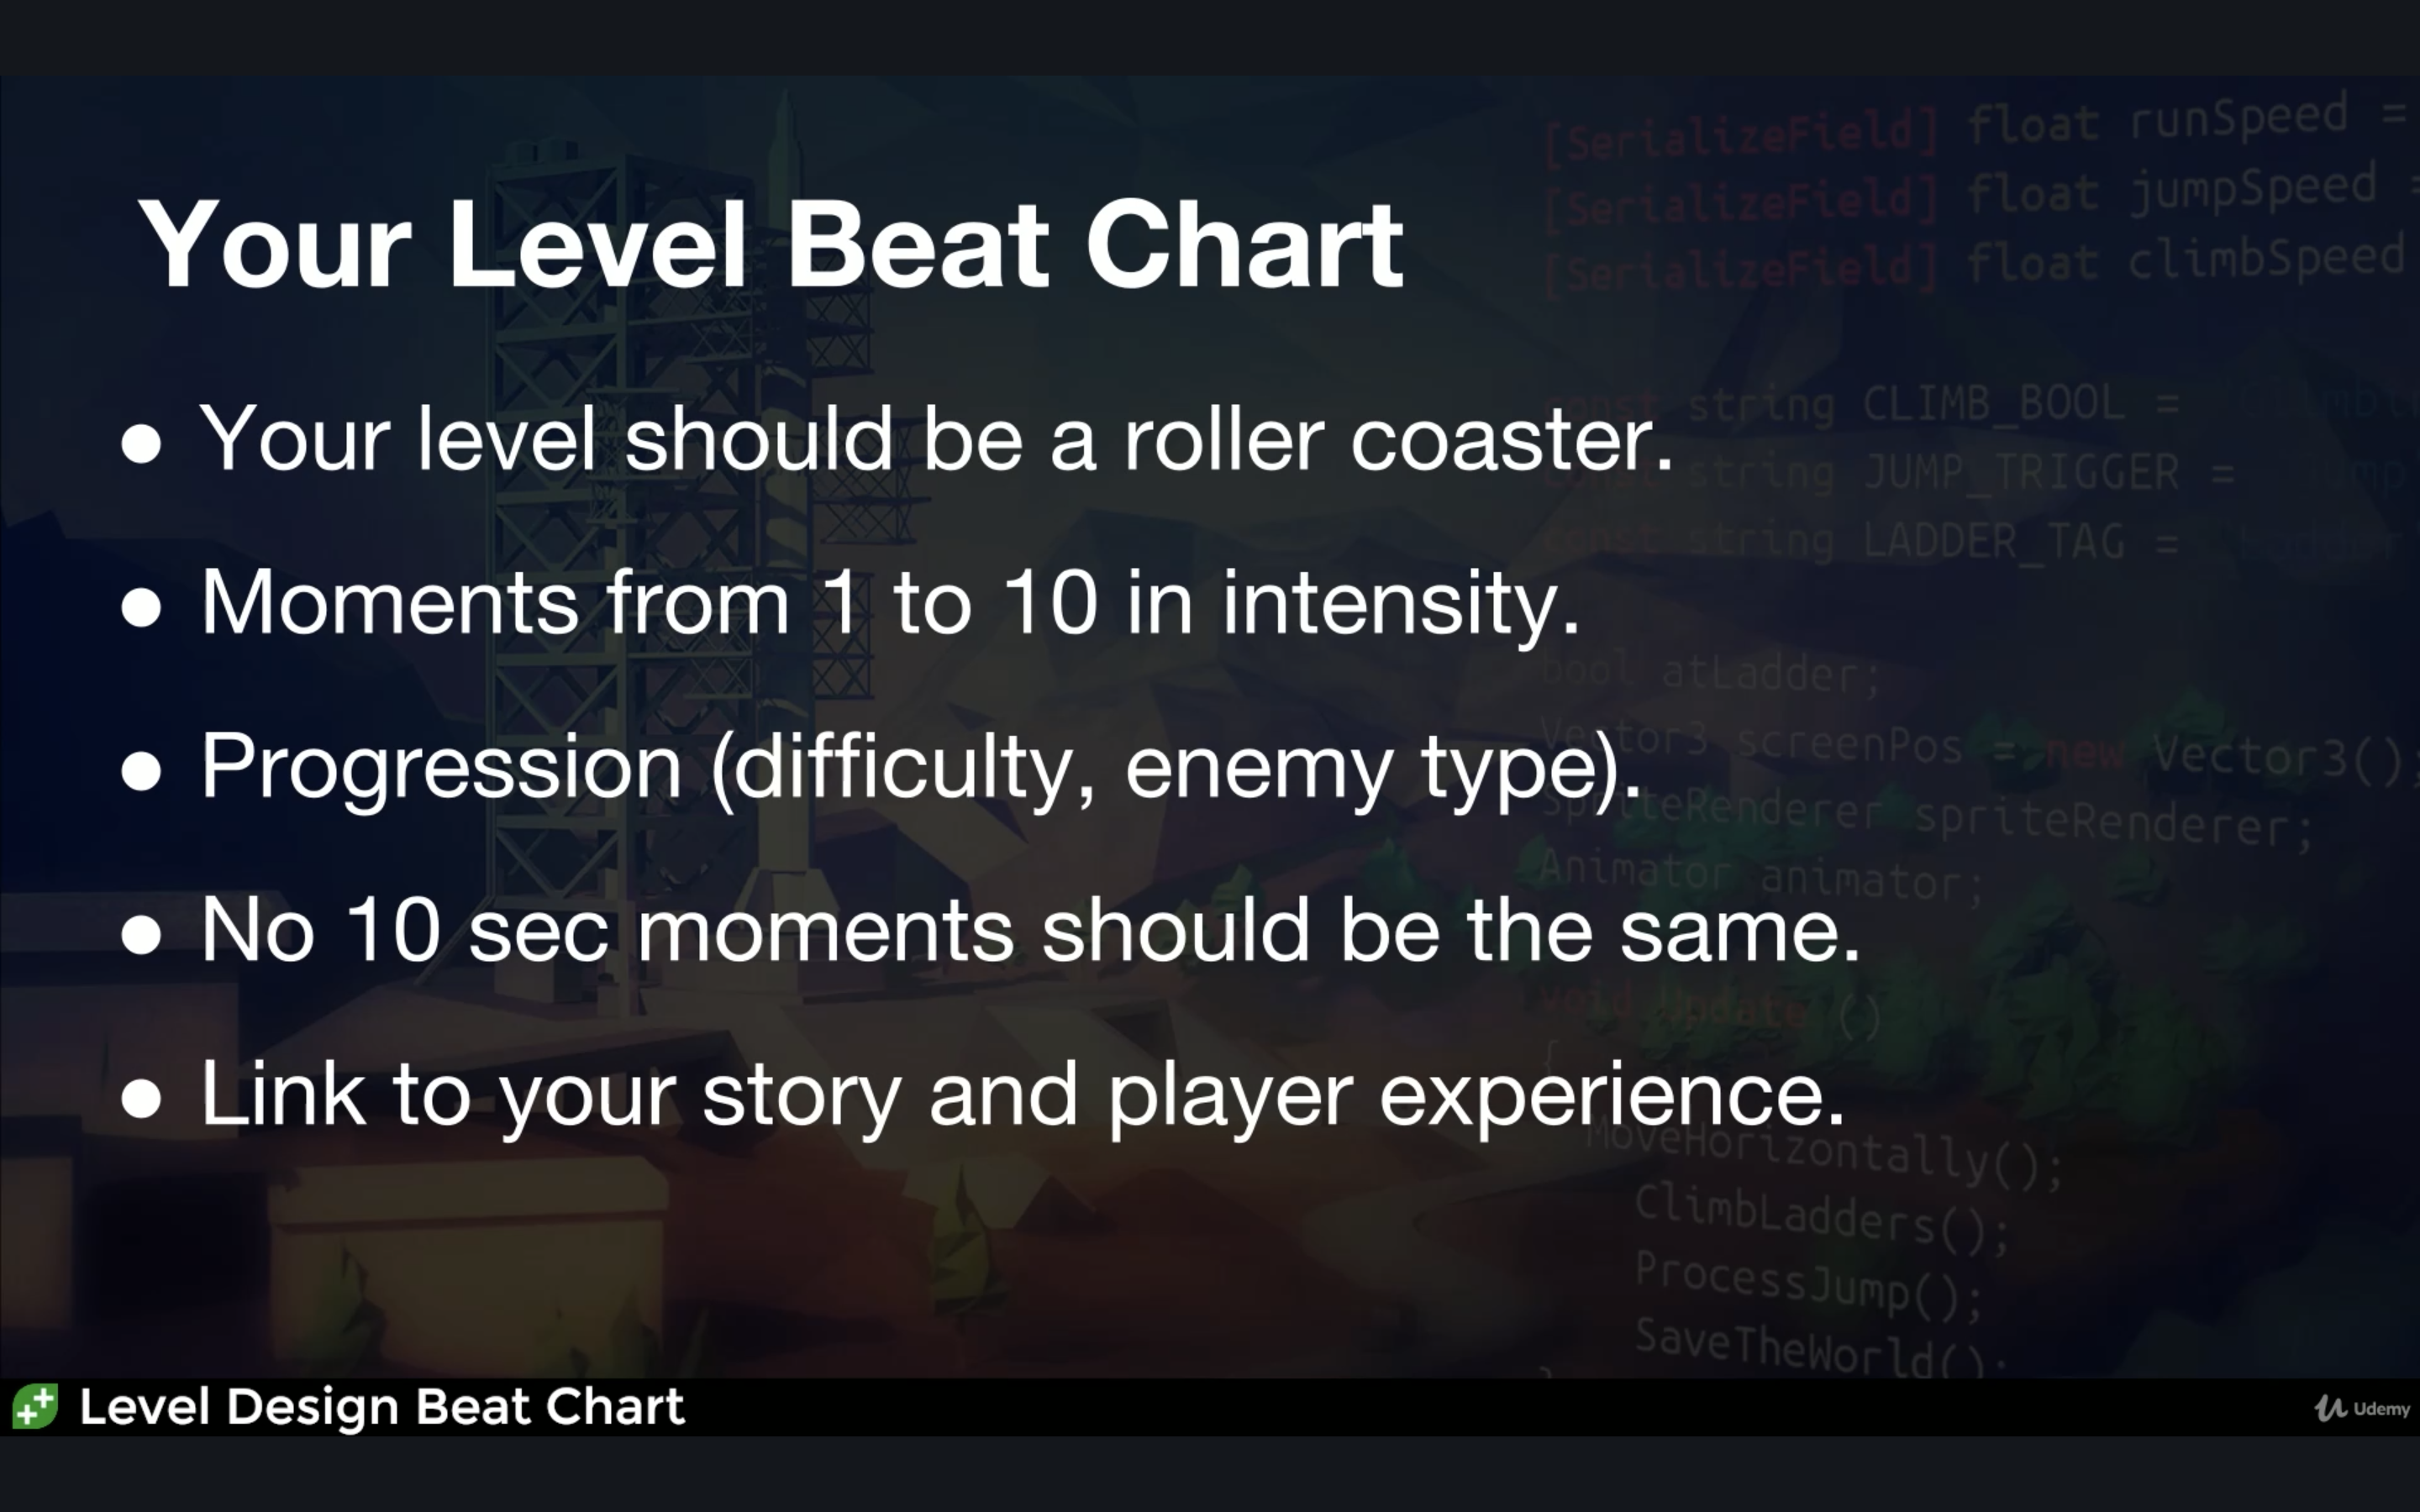 [SerializeField] float runSpeed =
[SerializeField] float jumpSpeed =
[SerializeField] float climbSpeed
Your Level Beat Chart
const string CLIMB_BOOL =
● Your level should be a roller coaster.
const string JUMP_TRIGGER =
const string LADDER_TAG =
● Moments from 1 to 10 in intensity.
bool atLadder;
Vector3 screenPos = new Vector3();
● Progression (difficulty, enemy type).
SpriteRenderer spriteRenderer;
Animator animator;
● No 10 sec moments should be the same.
void Update ()
{
● Link to your story and player experience.
MoveHorizontally();
ClimbLadders();
ProcessJump();
SaveTheWorld();
Level Design Beat Chart
Udemy